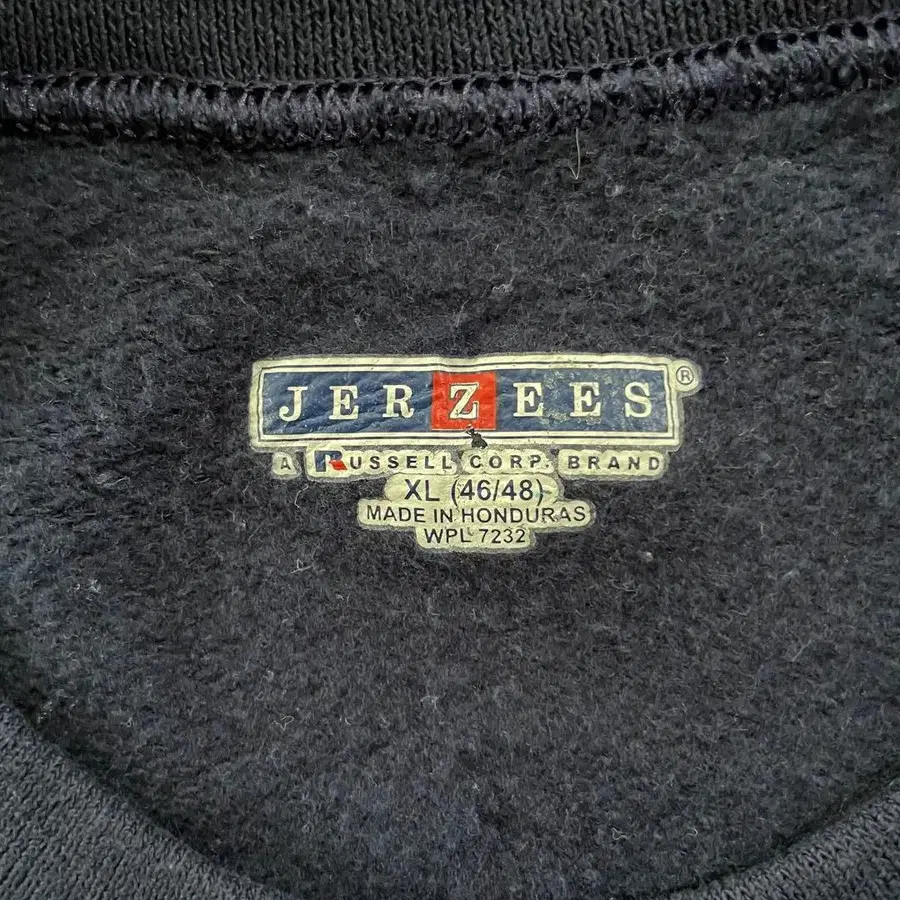 JERZEES®
A RUSSELL CORP. BRAND
XL (46/48)
MADE IN HONDURAS
WPL 7232